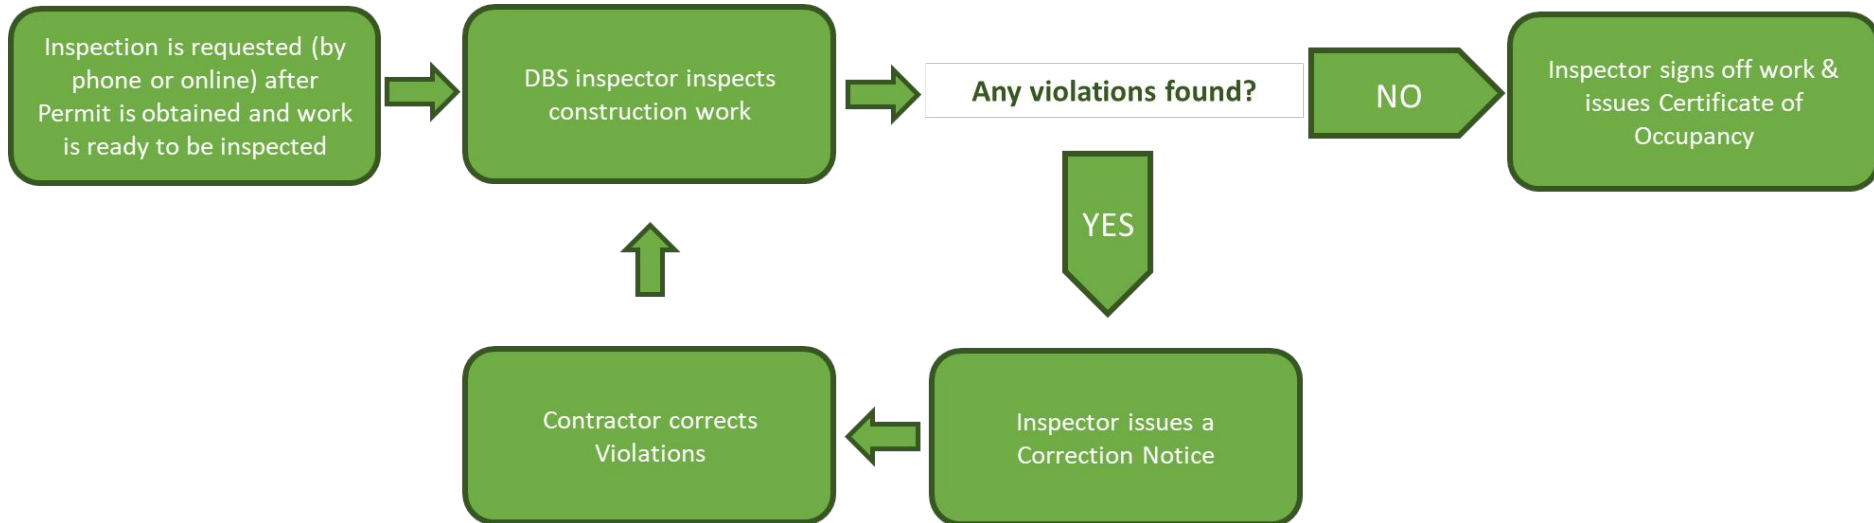 Inspection is requested (by
phone or online) after
Permit is obtained and work
is ready to be inspected
DBS inspector inspects
construction work
Any violations found?
NO
Inspector signs off work &
issues Certificate of
Occupancy
YES
Inspector issues a
Correction Notice
Contractor corrects
Violations